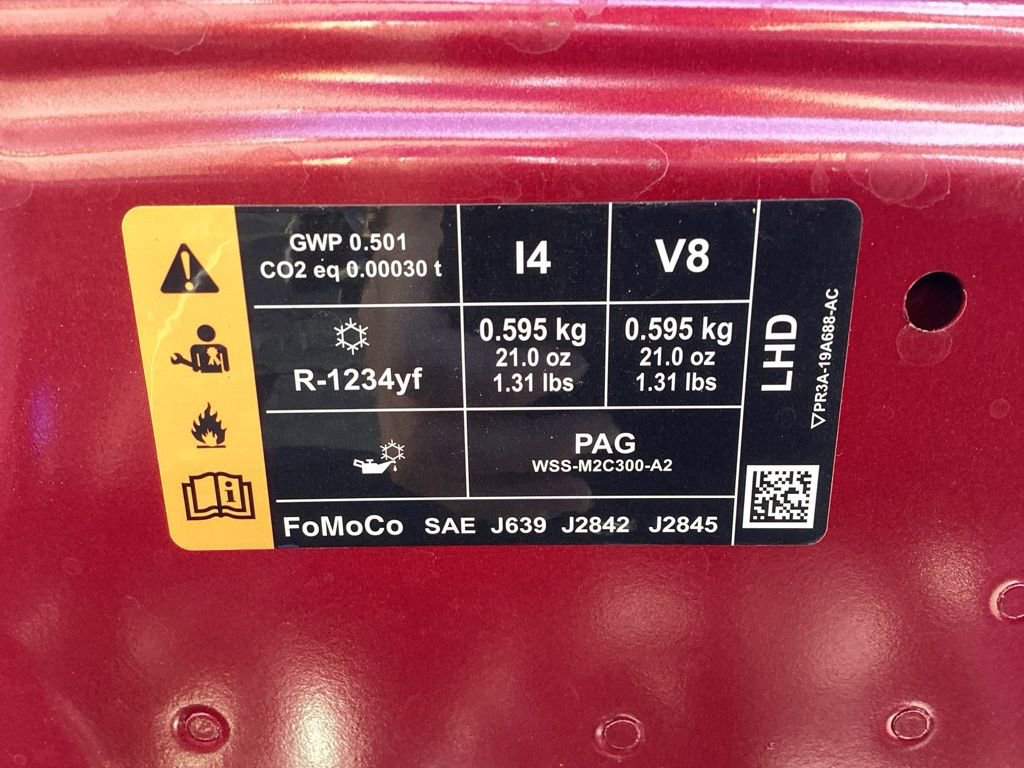 GWP 0.501
CO2 eq 0.00030 t
I4
V8
R-1234yf
0.595 kg
21.0 oz
1.31 lbs
0.595 kg
21.0 oz
1.31 lbs
PAG
WSS-M2C300-A2
FoMoCo SAE J639 J2842 J2845
LHD
▽PR3A-19A688-AC